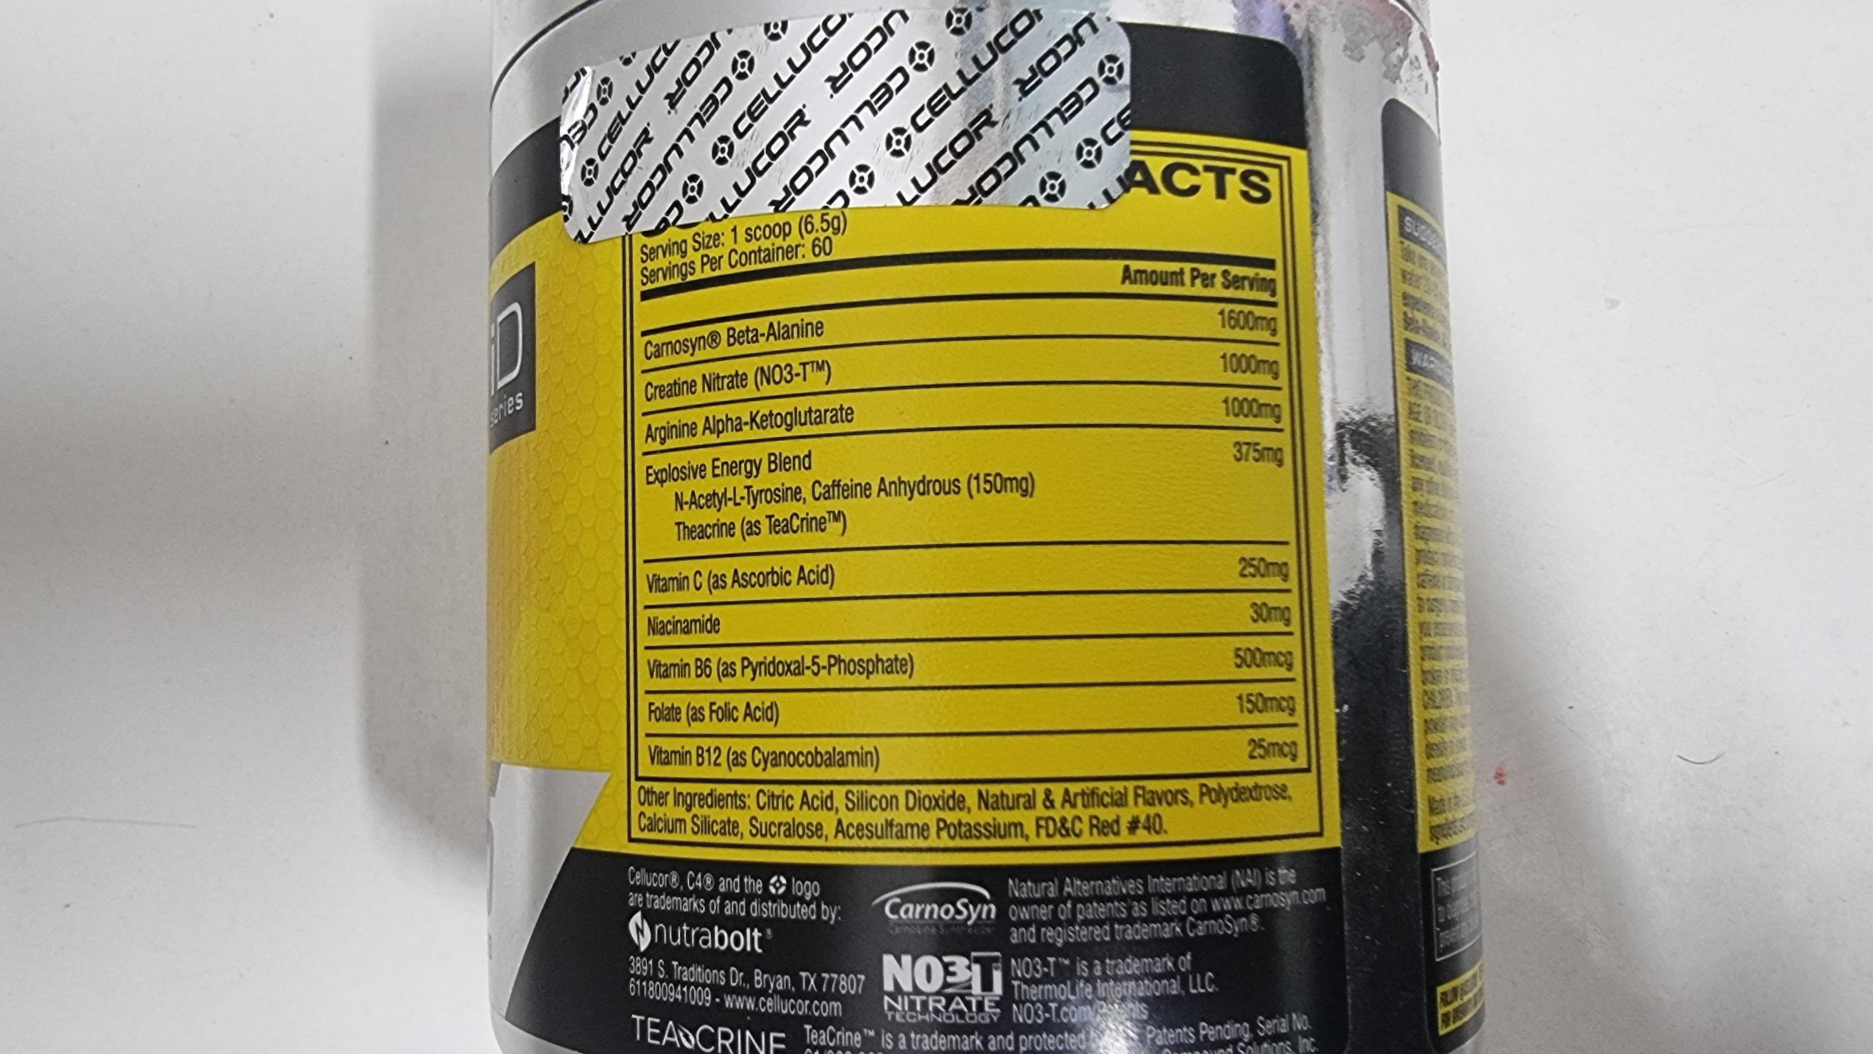 CELLUCOR
ACTS
Serving Size: 1 scoop (6.5g)
Servings Per Container: 60
Amount Per Serving
Carnosyn® Beta-Alanine 1600mg
Creatine Nitrate (NO3-T™) 1000mg
Arginine Alpha-Ketoglutarate 1000mg
Explosive Energy Blend 375mg
N-Acetyl-L-Tyrosine, Caffeine Anhydrous (150mg)
Theacrine (as TeaCrine™)
Vitamin C (as Ascorbic Acid) 250mg
Niacinamide 30mg
Vitamin B6 (as Pyridoxal-5-Phosphate) 500mcg
Folate (as Folic Acid) 150mcg
Vitamin B12 (as Cyanocobalamin) 25mcg
Other Ingredients: Citric Acid, Silicon Dioxide, Natural & Artificial Flavors, Polydextrose,
Calcium Silicate, Sucralose, Acesulfame Potassium, FD&C Red #40.
iD
series
Cellucor®, C4® and the logo
are trademarks of and distributed by:
nutrabolt®
3891 S. Traditions Dr., Bryan, TX 77807
611800941009 - www.cellucor.com
CarnoSyn
Natural Alternatives International (NAI) is the
owner of patents as listed on www.carnosyn.com
and registered trademark CarnoSyn®.
NO3T
NITRATE
TECHNOLOGY
NO3-T™ is a trademark of
ThermoLife International, LLC.
NO3-T.com/Patents
TEACRINE
TeaCrine™ is a trademark and protected Patents Pending, Serial No.
Compound Solutions, Inc.